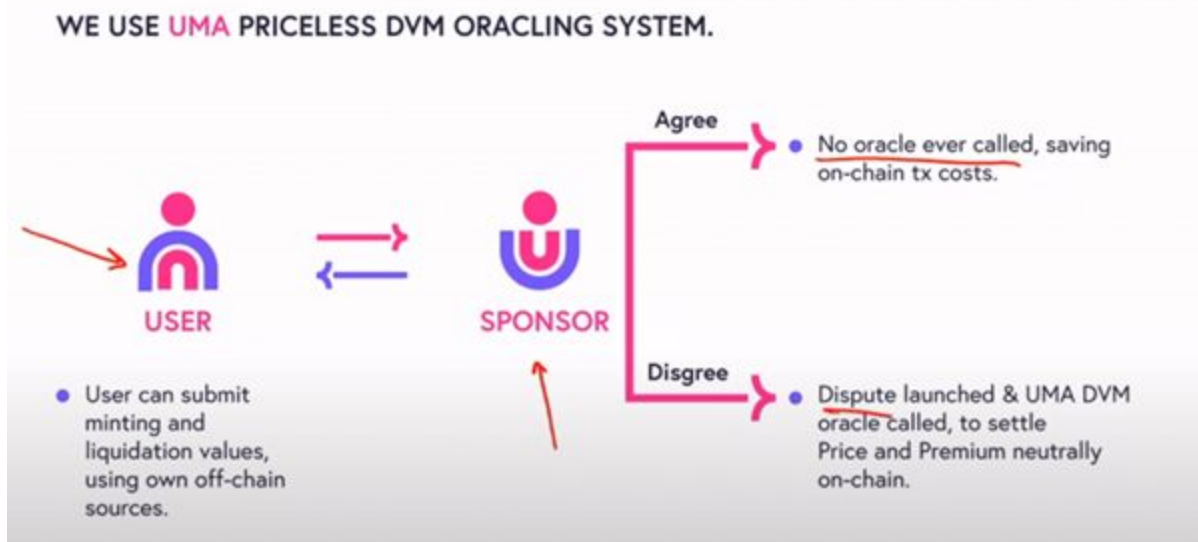 WE USE UMA PRICELESS DVM ORACLING SYSTEM.
Agree
No oracle ever called, saving
on-chain tx costs.
USER
SPONSOR
Disgree
User can submit
minting and
liquidation values,
using own off-chain
sources.
Dispute launched & UMA DVM
oracle called, to settle
Price and Premium neutrally
on-chain.